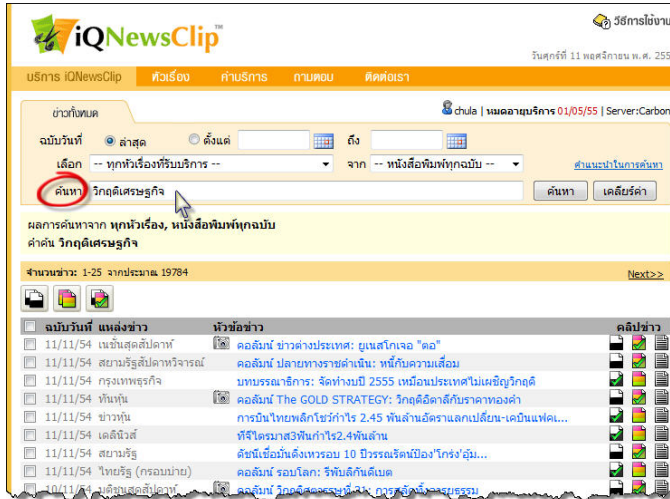 iQNewsClip™
วิธีการใช้งาน
วันศุกร์ที่ 11 พฤศจิกายน พ.ศ. 255
บริการ iQNewsClip หัวเรื่อง ค่าบริการ ถามตอบ ติดต่อเรา
ข่าวทั้งหมด
chula | หมดอายุบริการ 01/05/55 | Server:Carbon
ฉบับวันที่ ล่าสุด ตั้งแต่ ถึง
เลือก -- ทุกหัวเรื่องที่รับบริการ -- จาก -- หนังสือพิมพ์ทุกฉบับ -- คำแนะนำในการค้นหา
ค้นหา วิกฤติเศรษฐกิจ ค้นหา เคลียร์ค่า
ผลการค้นหาจาก ทุกหัวเรื่อง, หนังสือพิมพ์ทุกฉบับ
คำค้น วิกฤติเศรษฐกิจ
จำนวนข่าว: 1-25 จากประมาณ 19784 Next>>
ฉบับวันที่ แหล่งข่าว หัวข้อข่าว คลิปข่าว
11/11/54 เนชั่นสุดสัปดาห์ คอลัมน์ ข่าวต่างประเทศ: ยูเนสโกเจอ "ตอ"
11/11/54 สยามรัฐสัปดาหวิจารณ์ คอลัมน์ ปลายทางราชดำเนิน: หนี้กับความเสื่อม
11/11/54 กรุงเทพธุรกิจ บทบรรณาธิการ: จัดทำงบปี 2555 เหมือนประเทศไม่เผชิญวิกฤติ
11/11/54 ทันหุ้น คอลัมน์ The GOLD STRATEGY: วิกฤติอิตาลีกับราคาทองคำ
11/11/54 ข่าวหุ้น การบินไทยพลิกโชว์กำไร 2.45 พันล้านอัตราแลกเปลี่ยน-เคบินแฟค...
11/11/54 เดลินิวส์ ทีจีไตรมาส3ฟันกำไร2.4พันล้าน
11/11/54 สยามรัฐ ดัชนีเชื่อมั่นดิ่งเหวรอบ 10 ปีวรรณรัตน์ป้อง'โกร่ง'อุ้ม...
11/11/54 ไทยรัฐ (กรอบบ่าย) คอลัมน์ รอบโลก: รีพับลิกันดีเบต
10/11/54 มติชนสุดสัปดาห์ คอลัมน์